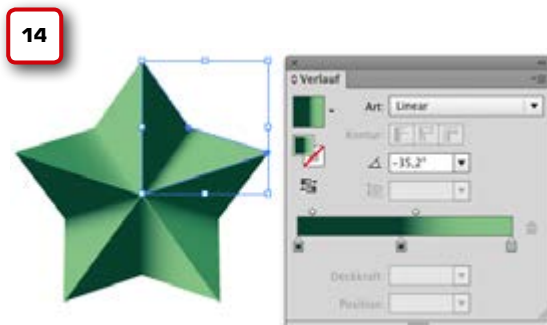 14
Verlauf
Art: Linear
Kontur:
-35,2°
Deckkraft:
Position: